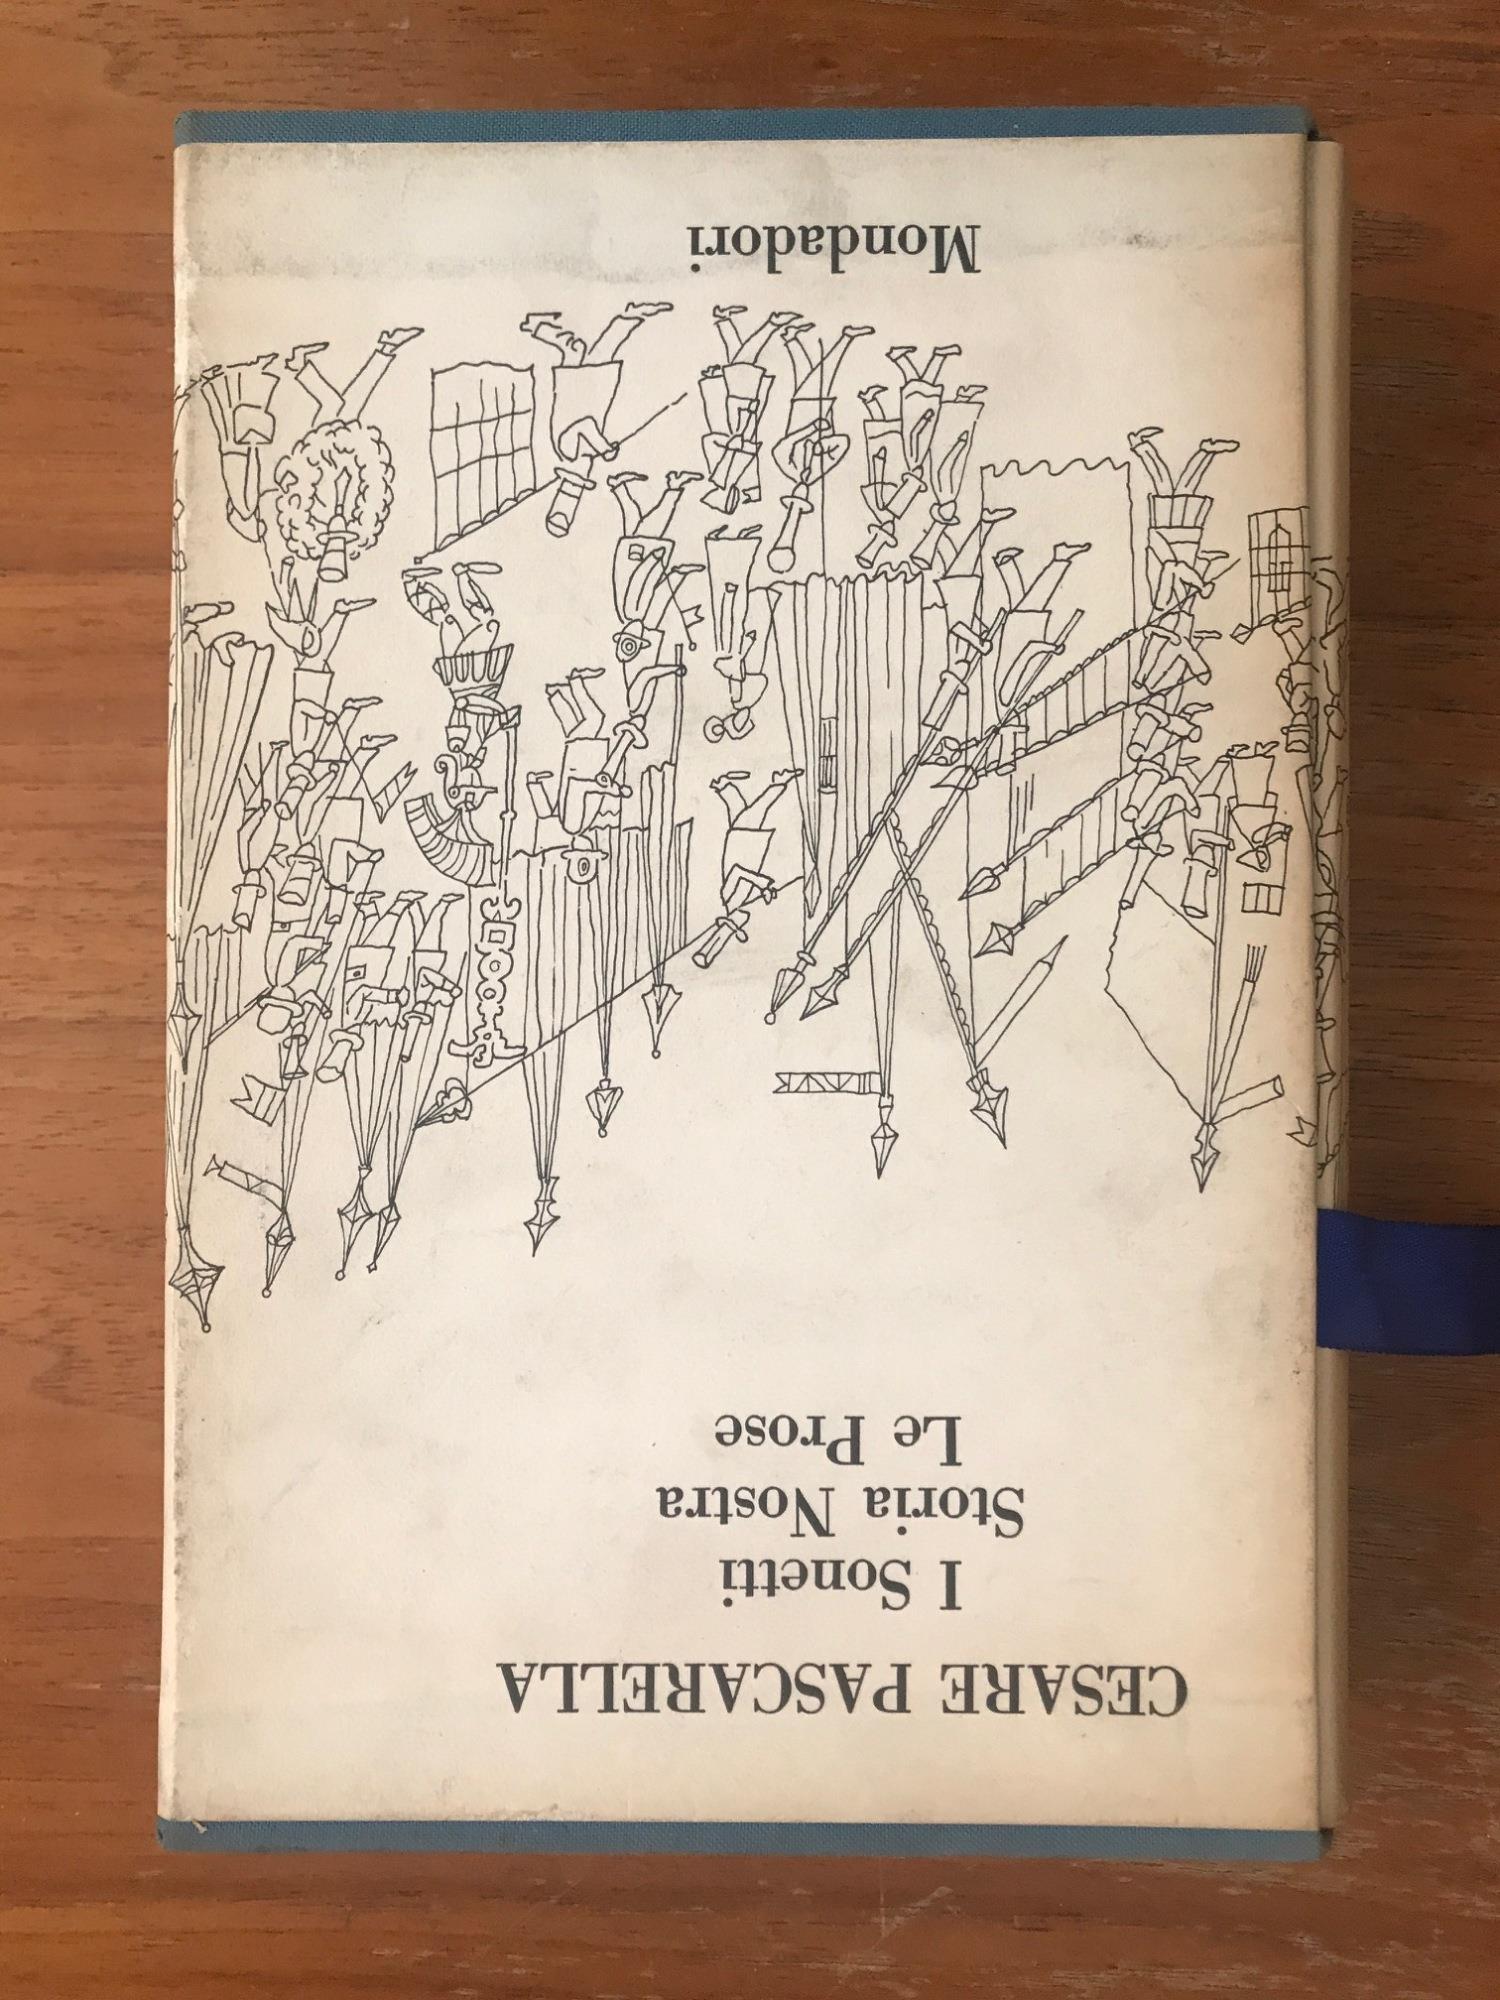 CESARE PASCARELLA
I Sonetti
Storia Nostra
Le Prose
Mondadori